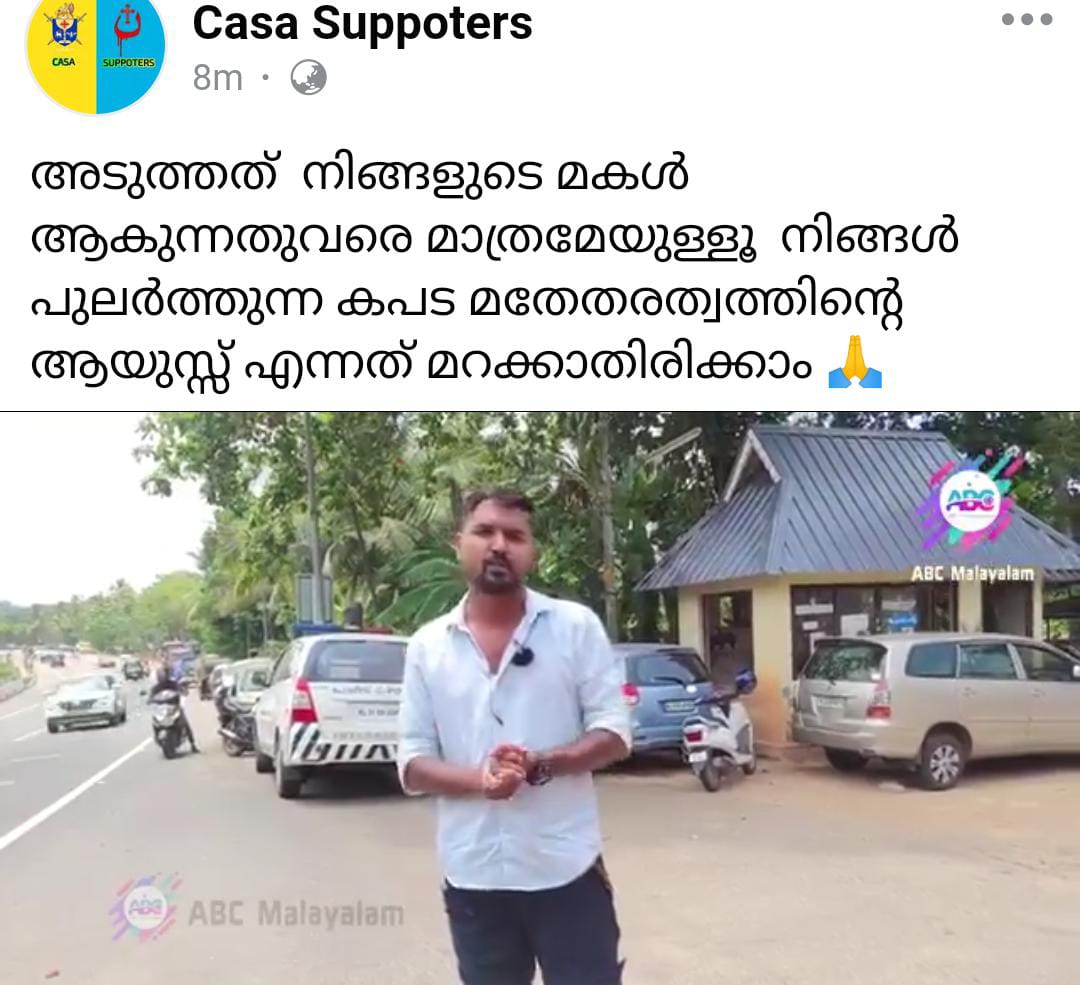 CASA
SUPPOTERS
Casa Suppoters
8m ·
അടുത്തത് നിങ്ങളുടെ മകൾ
ആകുന്നതുവരെ മാത്രമേയുള്ളൂ നിങ്ങൾ
പുലർത്തുന്ന കപട മതേതരത്വത്തിന്റെ
ആയുസ്സ് എന്നത് മറക്കാതിരിക്കാം 🙏
ABC
ABC Malayalam
ABC Malayalam